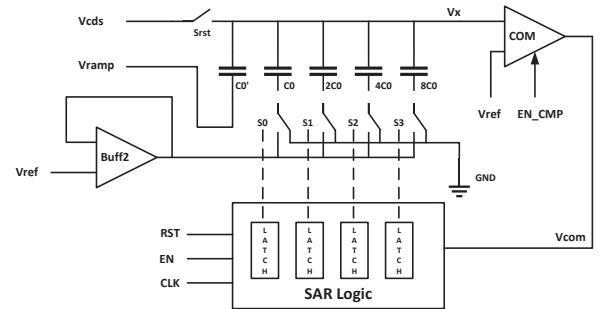 Vcds
Srst
Vx
COM
Vramp
C0'
C0
2C0
4C0
8C0
Vref
EN_CMP
S0
S1
S2
S3
Buff2
Vref
GND
RST
EN
CLK
LATCH
LATCH
LATCH
LATCH
Vcom
SAR Logic